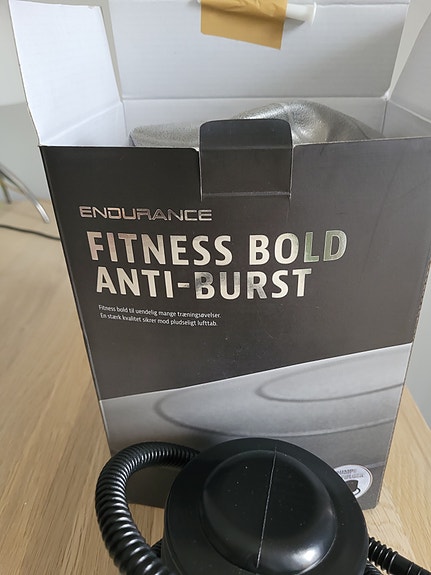 ENDURANCE
FITNESS BOLD
ANTI-BURST
Fitness bold til uendelig mange træningsøvelser.
En stærk kvalitet sikrer mod pludseligt lufttab.